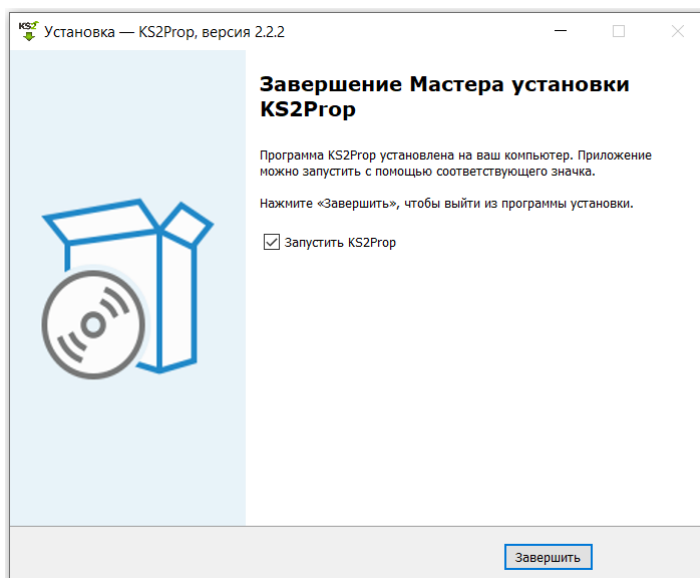 KS2
Установка — KS2Prop, версия 2.2.2
Завершение Мастера установки
KS2Prop
Программа KS2Prop установлена на ваш компьютер. Приложение
можно запустить с помощью соответствующего значка.
Нажмите «Завершить», чтобы выйти из программы установки.
Запустить KS2Prop
Завершить